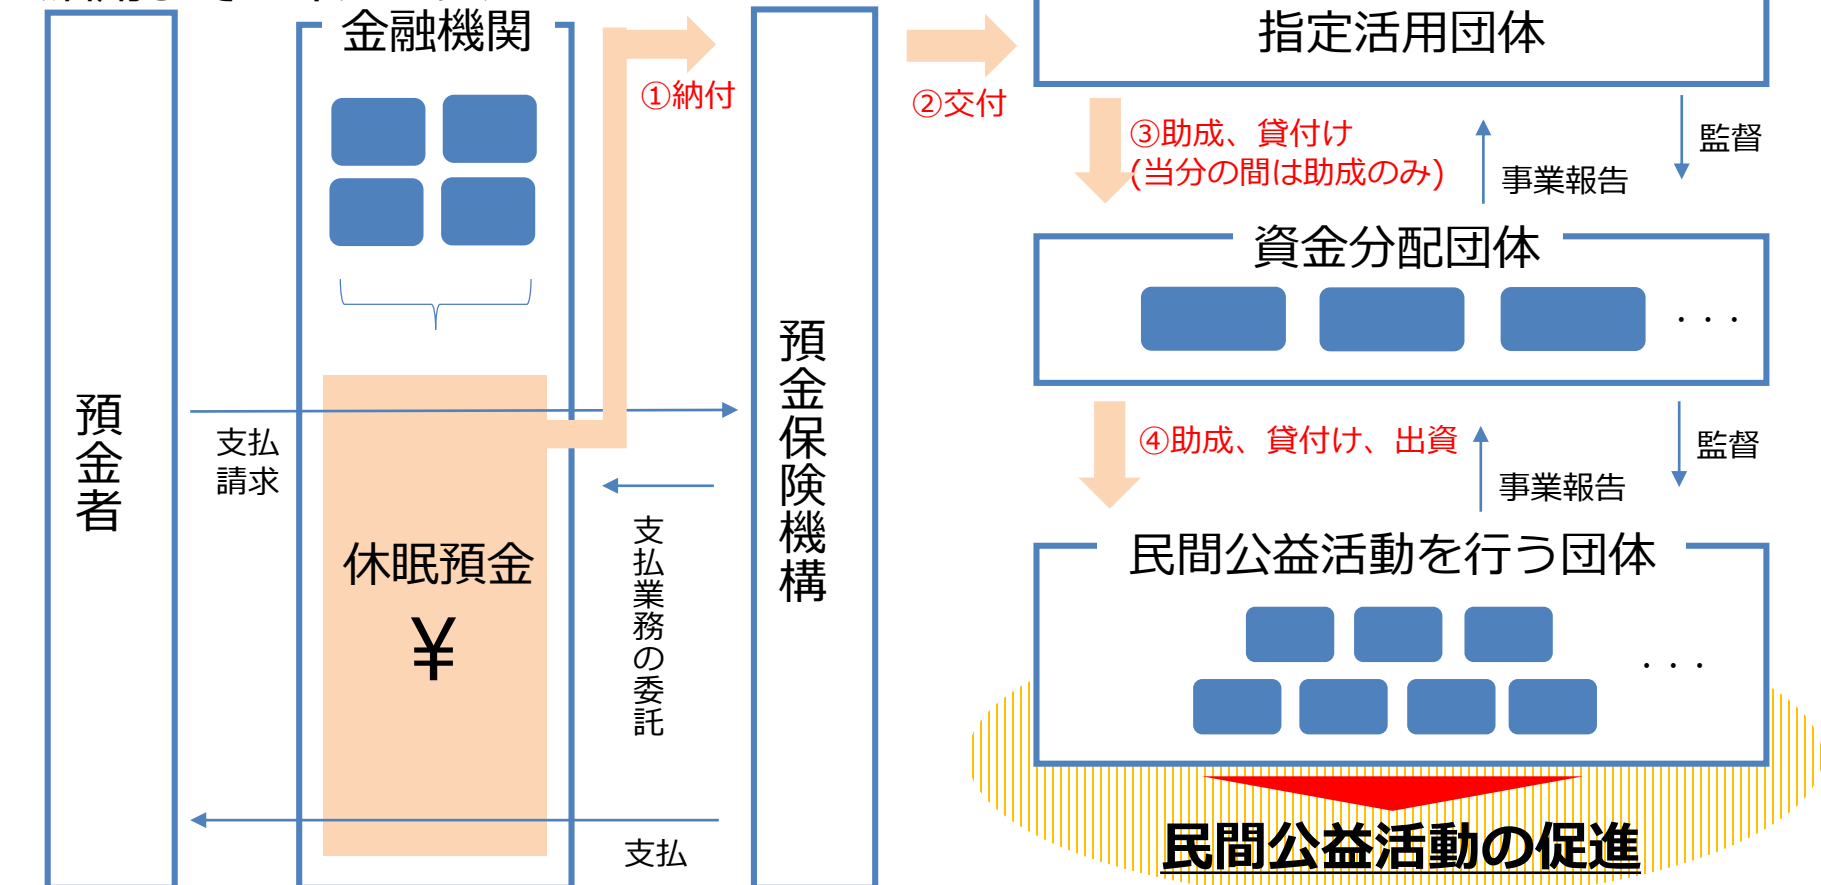 金融機関
指定活用団体
①納付
②交付
③助成、貸付け
(当分の間は助成のみ)
事業報告
監督
資金分配団体
・・・
預金者
支払
請求
預金保険機構
④助成、貸付け、出資
事業報告
監督
休眠預金
¥
支払業務の委託
民間公益活動を行う団体
・・・
支払
民間公益活動の促進